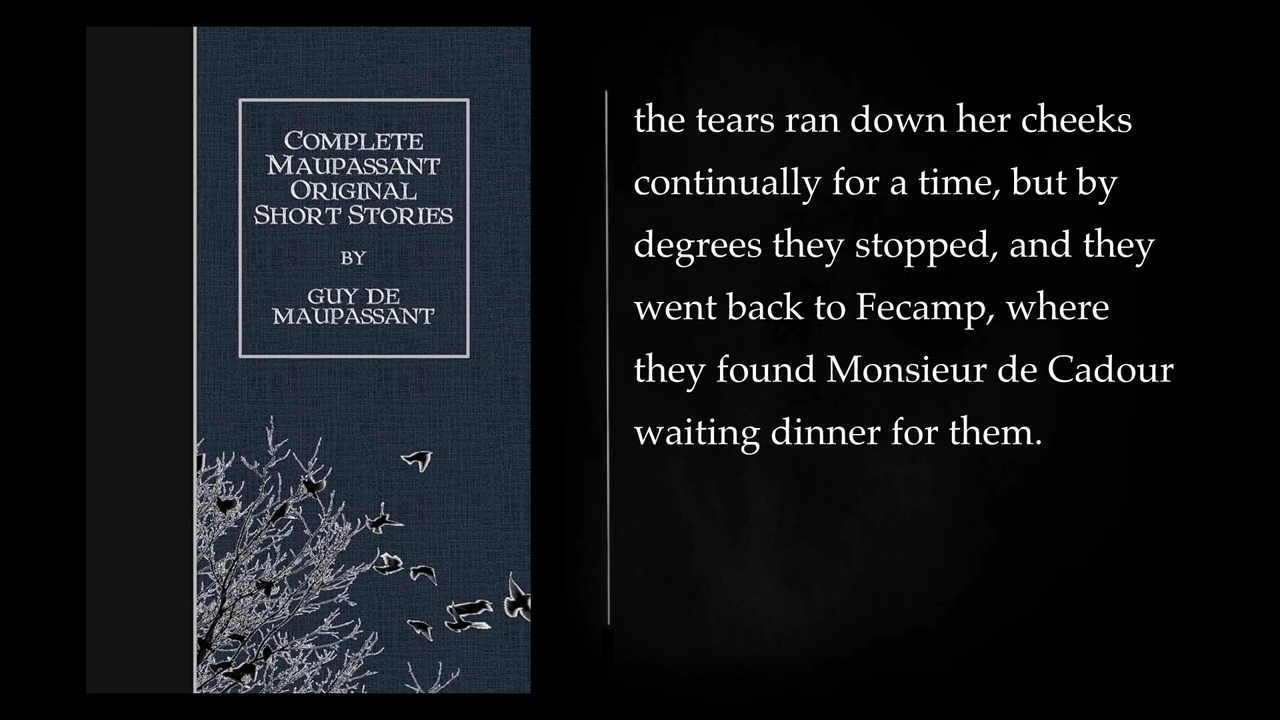 COMPLETE
MAUPASSANT
ORIGINAL
SHORT STORIES
BY
GUY DE
MAUPASSANT
the tears ran down her cheeks
continually for a time, but by
degrees they stopped, and they
went back to Fecamp, where
they found Monsieur de Cadour
waiting dinner for them.